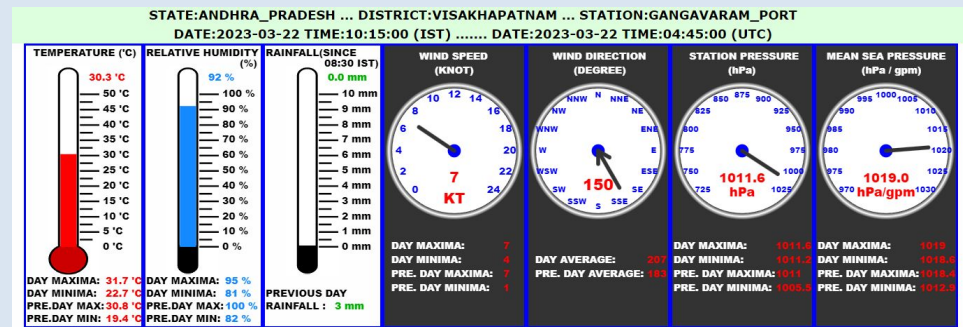 STATE:ANDHRA_PRADESH ... DISTRICT:VISAKHAPATNAM ... STATION:GANGAVARAM_PORT
DATE:2023-03-22 TIME:10:15:00 (IST) ....... DATE:2023-03-22 TIME:04:45:00 (UTC)
TEMPERATURE ('C)
30.3 'C
50 'C
45 'C
40 'C
35 'C
30 'C
25 'C
20 'C
15 'C
10 'C
5 'C
0 'C
DAY MAXIMA: 31.7 'C
DAY MINIMA: 22.7 'C
PRE.DAY MAX: 30.8 'C
PRE.DAY MIN: 19.4 'C
RELATIVE HUMIDITY
(%)
92 %
100 %
90 %
80 %
70 %
60 %
50 %
40 %
30 %
20 %
10 %
0 %
DAY MAXIMA: 95 %
DAY MINIMA: 81 %
PRE.DAY MAX: 100 %
PRE.DAY MIN: 82 %
RAINFALL(SINCE
08:30 IST)
0.0 mm
10 mm
9 mm
8 mm
7 mm
6 mm
5 mm
4 mm
3 mm
2 mm
1 mm
0 mm
PREVIOUS DAY
RAINFALL : 3 mm
WIND SPEED
(KNOT)
0
2
4
6
8
10
12
14
16
18
20
22
24
7
KT
DAY MAXIMA: 7
DAY MINIMA: 4
PRE. DAY MAXIMA: 7
PRE. DAY MINIMA: 1
WIND DIRECTION
(DEGREE)
N
NNE
NE
ENE
E
ESE
SE
SSE
S
SSW
SW
WSW
W
WNW
NW
NNW
150
DAY AVERAGE: 207
PRE. DAY AVERAGE: 183
STATION PRESSURE
(hPa)
725
750
775
800
825
850
875
900
925
950
975
1000
1025
1011.6
hPa
DAY MAXIMA: 1011.6
DAY MINIMA: 1011.2
PRE. DAY MAXIMA: 1011
PRE. DAY MINIMA: 1005.5
MEAN SEA PRESSURE
(hPa / gpm)
970
975
980
985
990
995
1000
1005
1010
1015
1020
1025
1030
1019.0
hPa/gpm
DAY MAXIMA: 1019
DAY MINIMA: 1018.6
PRE. DAY MAXIMA: 1018.4
PRE. DAY MINIMA: 1012.9